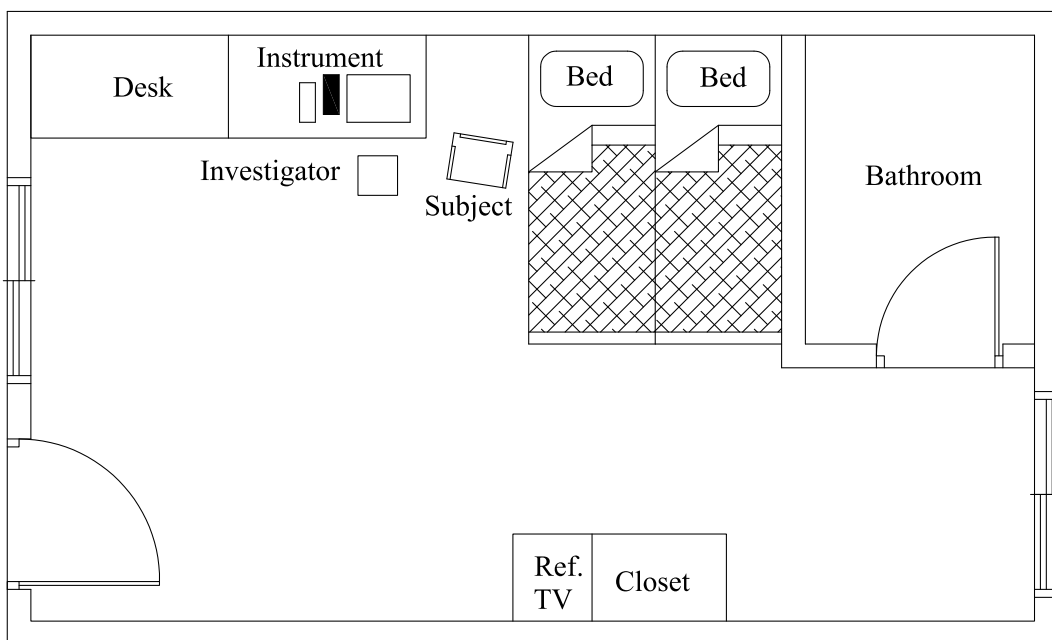 Instrument
Desk
Bed
Bed
Investigator
Subject
Bathroom
Ref.
TV
Closet